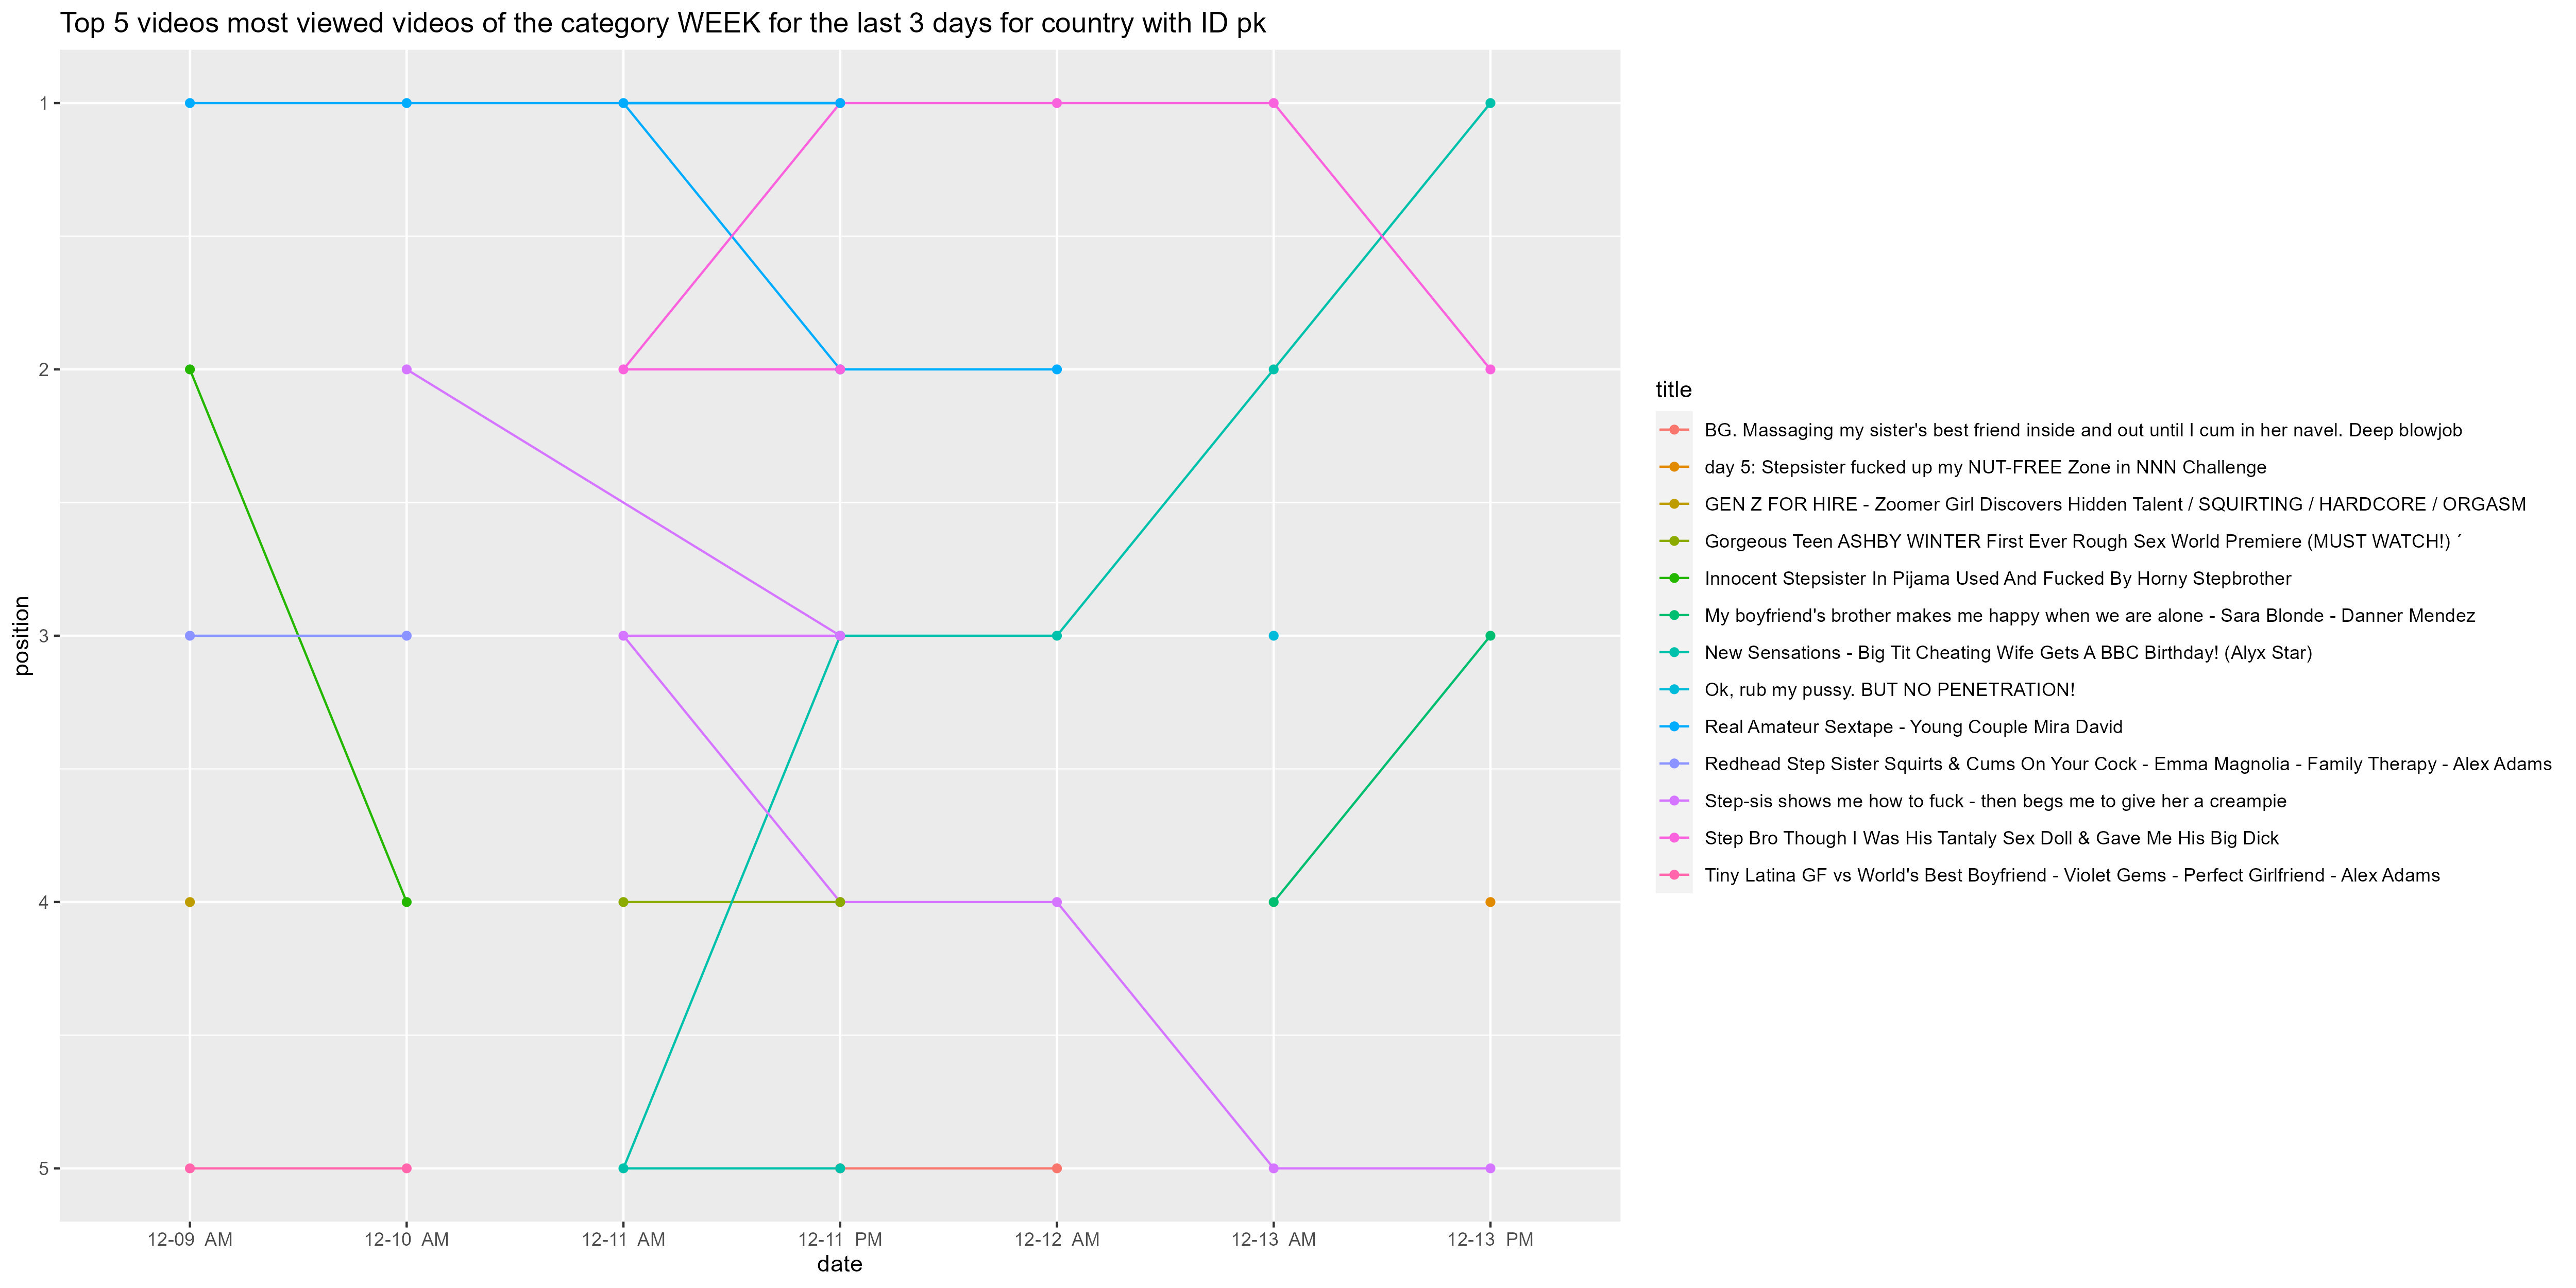 Top 5 videos most viewed videos of the category WEEK for the last 3 days for country with ID pk
position
1
2
3
4
5
12-09 AM
12-10 AM
12-11 AM
12-11 PM
12-12 AM
12-13 AM
12-13 PM
date
title
BG. Massaging my sister's best friend inside and out until I cum in her navel. Deep blowjob
day 5: Stepsister fucked up my NUT-FREE Zone in NNN Challenge
GEN Z FOR HIRE - Zoomer Girl Discovers Hidden Talent / SQUIRTING / HARDCORE / ORGASM
Gorgeous Teen ASHBY WINTER First Ever Rough Sex World Premiere (MUST WATCH!) ´
Innocent Stepsister In Pijama Used And Fucked By Horny Stepbrother
My boyfriend's brother makes me happy when we are alone - Sara Blonde - Danner Mendez
New Sensations - Big Tit Cheating Wife Gets A BBC Birthday! (Alyx Star)
Ok, rub my pussy. BUT NO PENETRATION!
Real Amateur Sextape - Young Couple Mira David
Redhead Step Sister Squirts & Cums On Your Cock - Emma Magnolia - Family Therapy - Alex Adams
Step-sis shows me how to fuck - then begs me to give her a creampie
Step Bro Though I Was His Tantaly Sex Doll & Gave Me His Big Dick
Tiny Latina GF vs World's Best Boyfriend - Violet Gems - Perfect Girlfriend - Alex Adams